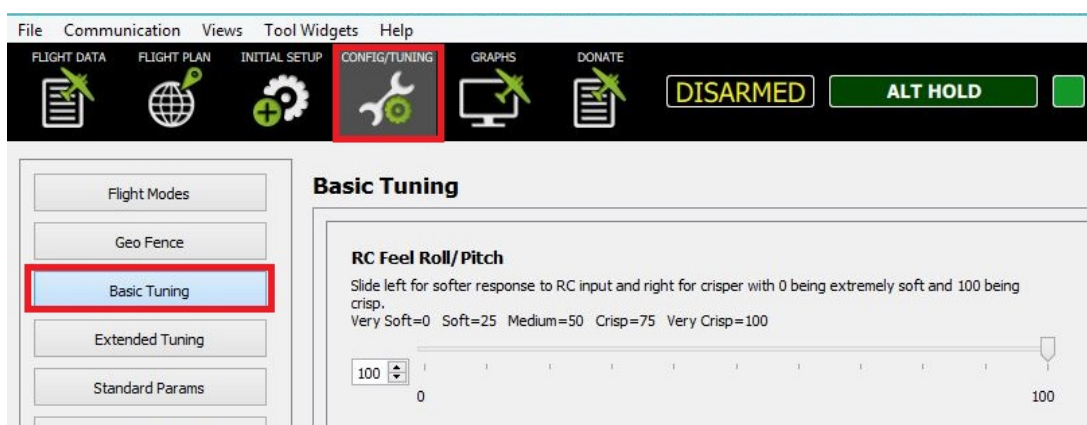 File Communication Views Tool Widgets Help
FLIGHT DATA FLIGHT PLAN INITIAL SETUP CONFIG/TUNING GRAPHS DONATE
DISARMED ALT HOLD
Flight Modes
Geo Fence
Basic Tuning
Extended Tuning
Standard Params
Basic Tuning
RC Feel Roll/Pitch
Slide left for softer response to RC input and right for crisper with 0 being extremely soft and 100 being
crisp.
Very Soft=0 Soft=25 Medium=50 Crisp=75 Very Crisp=100
100
0 100